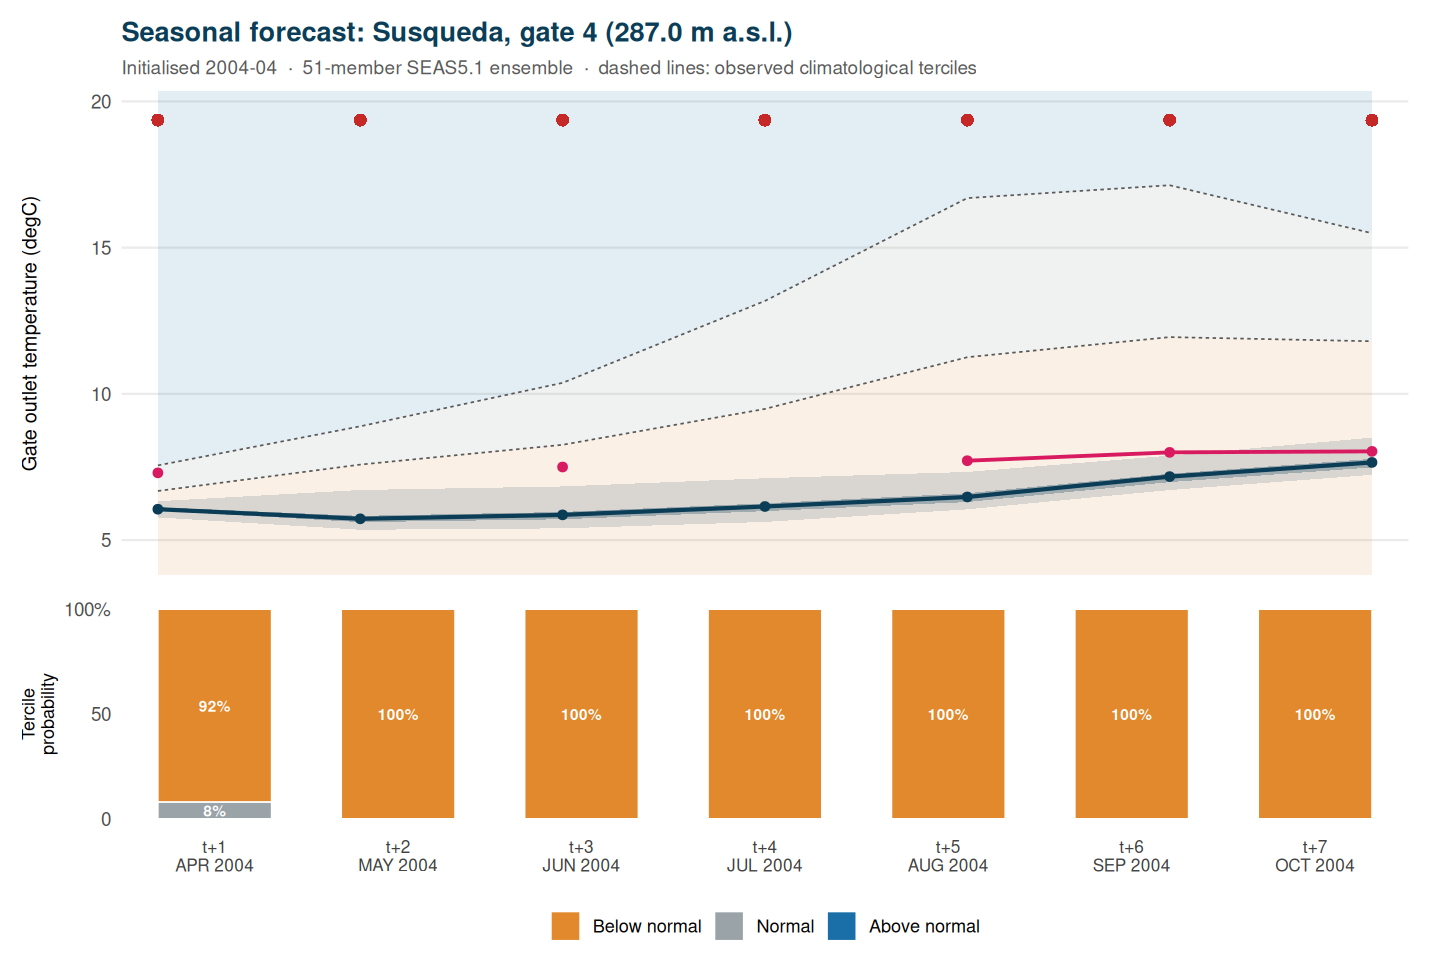 Seasonal forecast: Susqueda, gate 4 (287.0 m a.s.l.)
Initialised 2004-04 · 51-member SEAS5.1 ensemble · dashed lines: observed climatological terciles
Gate outlet temperature (degC)
20
15
10
5
Tercile
probability
100%
50
0
92%
8%
100%
100%
100%
100%
100%
100%
t+1
APR 2004
t+2
MAY 2004
t+3
JUN 2004
t+4
JUL 2004
t+5
AUG 2004
t+6
SEP 2004
t+7
OCT 2004
Below normal
Normal
Above normal